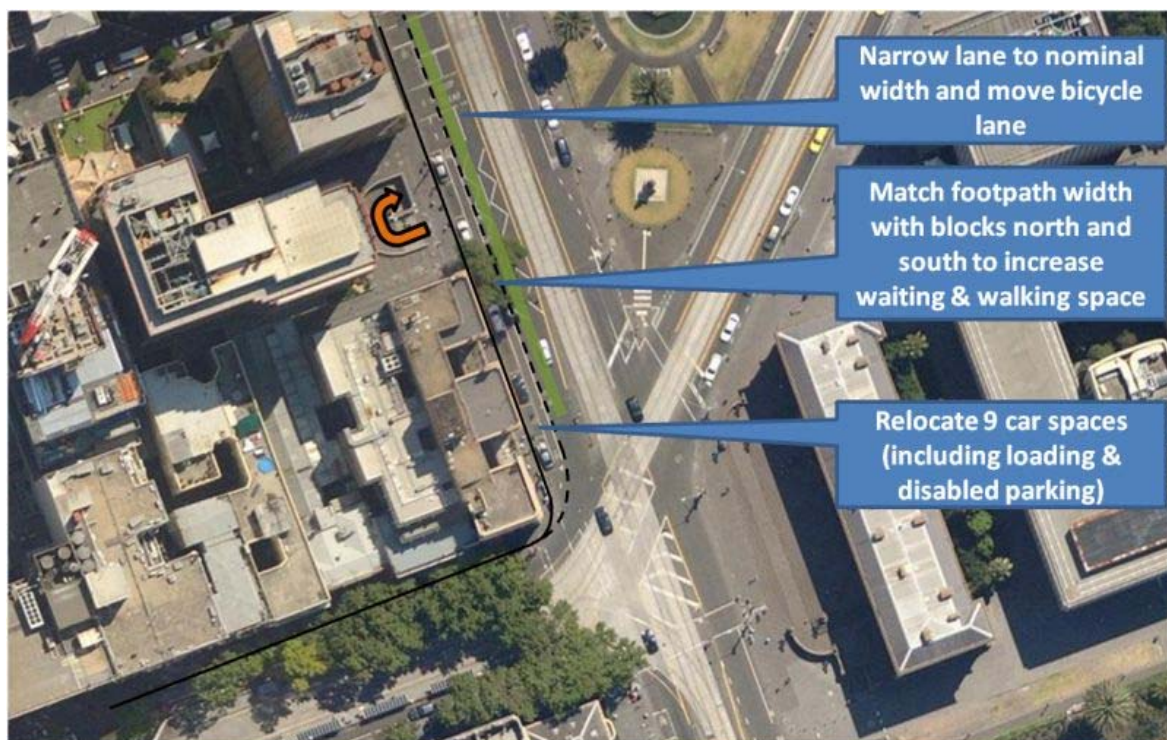 Narrow lane to nominal
width and move bicycle
lane
Match footpath width
with blocks north and
south to increase
waiting & walking space
Relocate 9 car spaces
(including loading &
disabled parking)